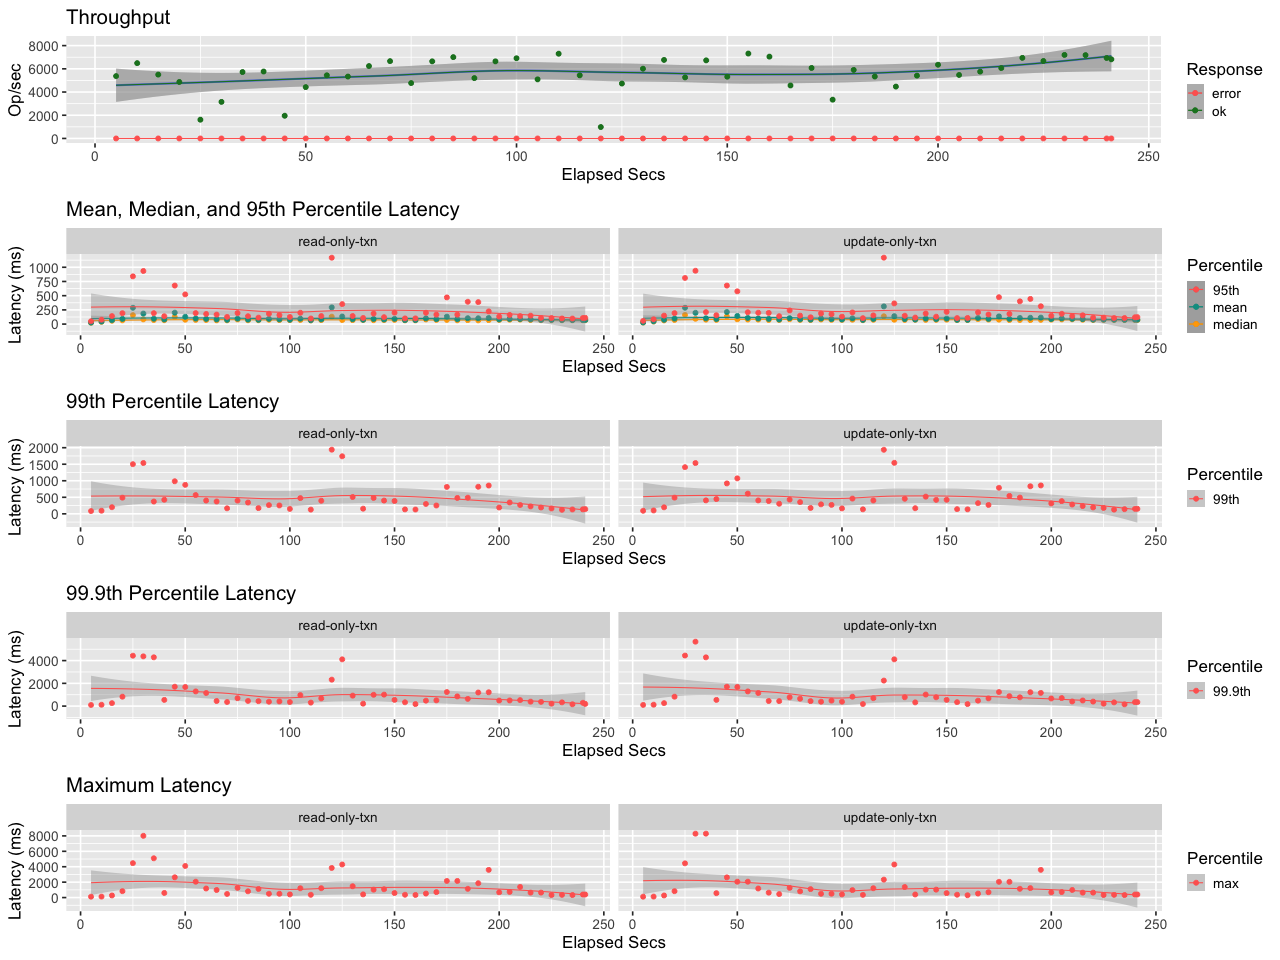 Throughput
8000
6000
4000
2000
0
Op/sec
0 50 100 150 200 250
Elapsed Secs
Response
error
ok
Mean, Median, and 95th Percentile Latency
read-only-txn update-only-txn
1000
750
500
250
0
Latency (ms)
0 50 100 150 200 250 0 50 100 150 200 250
Elapsed Secs
Percentile
95th
mean
median
99th Percentile Latency
read-only-txn update-only-txn
2000
1500
1000
500
0
Latency (ms)
0 50 100 150 200 250 0 50 100 150 200 250
Elapsed Secs
Percentile
99th
99.9th Percentile Latency
read-only-txn update-only-txn
4000
2000
0
Latency (ms)
0 50 100 150 200 250 0 50 100 150 200 250
Elapsed Secs
Percentile
99.9th
Maximum Latency
read-only-txn update-only-txn
8000
6000
4000
2000
0
Latency (ms)
0 50 100 150 200 250 0 50 100 150 200 250
Elapsed Secs
Percentile
max